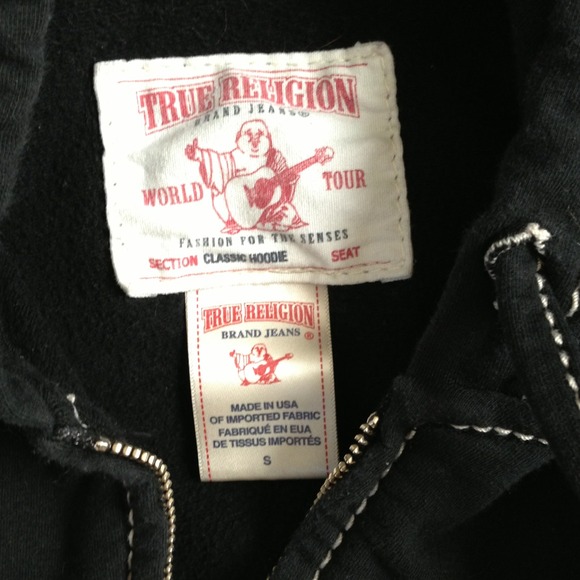 TRUE RELIGION
BRAND JEANS®
WORLD TOUR
FASHION FOR THE SENSES
SECTION CLASSIC HOODIE SEAT
TRUE RELIGION
BRAND JEANS ®
MADE IN USA
OF IMPORTED FABRIC
FABRIQUÉ EN EUA
DE TISSUS IMPORTÉS
S